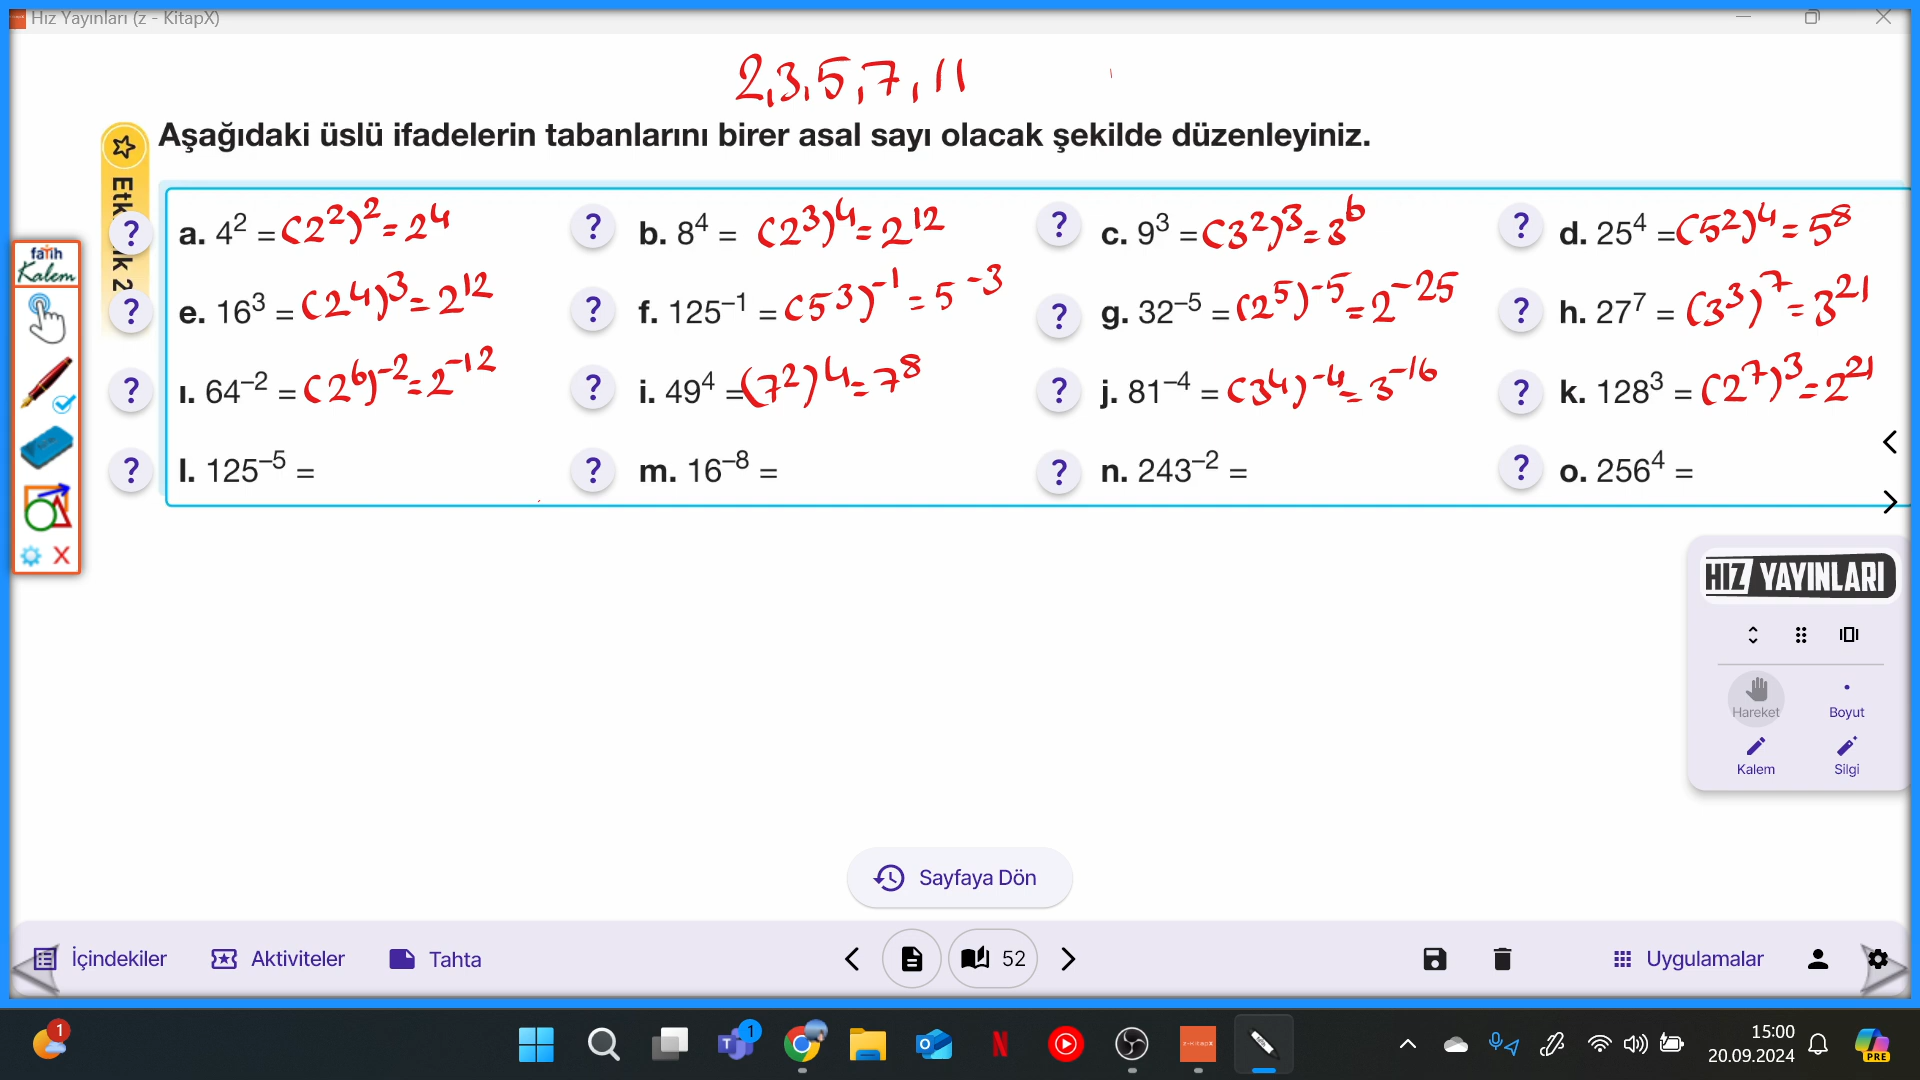 Hız Yayınları (z - KitapX)
2,3,5,7,11
Aşağıdaki üslü ifadelerin tabanlarını birer asal sayı olacak şekilde düzenleyiniz.
a. 4² = (2²)² = 2⁴ b. 8⁴ = (2³)⁴ = 2¹² c. 9³ = (3²)³ = 3⁶ d. 25⁴ = (5²)⁴ = 5⁸
e. 16³ = (2⁴)³ = 2¹² f. 125⁻¹ = (5³)⁻¹ = 5⁻³ g. 32⁻⁵ = (2⁵)⁻⁵ = 2⁻²⁵ h. 27⁷ = (3³)⁷ = 3²¹
ı. 64⁻² = (2⁶)⁻² = 2⁻¹² i. 49⁴ = (7²)⁴ = 7⁸ j. 81⁻⁴ = (3⁴)⁻⁴ = 3⁻¹⁶ k. 128³ = (2⁷)³ = 2²¹
l. 125⁻⁵ = m. 16⁻⁸ = n. 243⁻² = o. 256⁴ =
fatih
Kalem
HIZ YAYINLARI
Hareket Boyut
Kalem Silgi
Sayfaya Dön
İçindekiler Aktiviteler Tahta 52 Uygulamalar
1 1 15:00
20.09.2024
PRE